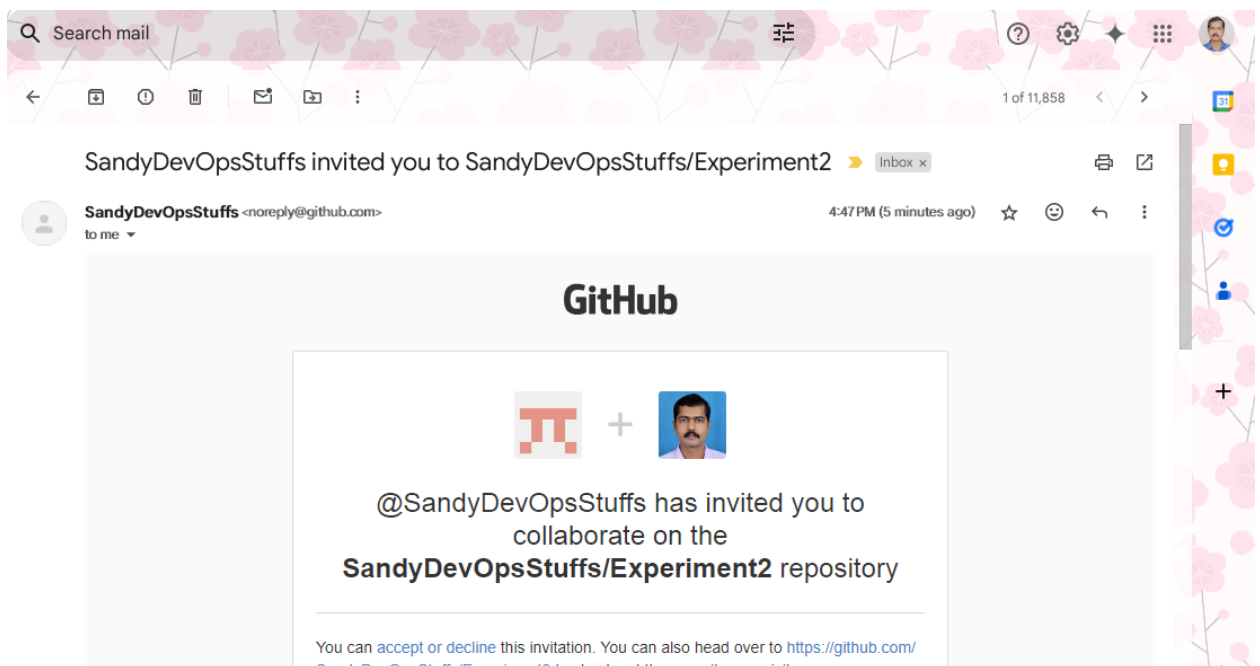 Search mail
1 of 11,858
31
SandyDevOpsStuffs invited you to SandyDevOpsStuffs/Experiment2 Inbox ×
SandyDevOpsStuffs <noreply@github.com> 4:47 PM (5 minutes ago)
to me
GitHub
@SandyDevOpsStuffs has invited you to
collaborate on the
SandyDevOpsStuffs/Experiment2 repository
You can accept or decline this invitation. You can also head over to https://github.com/